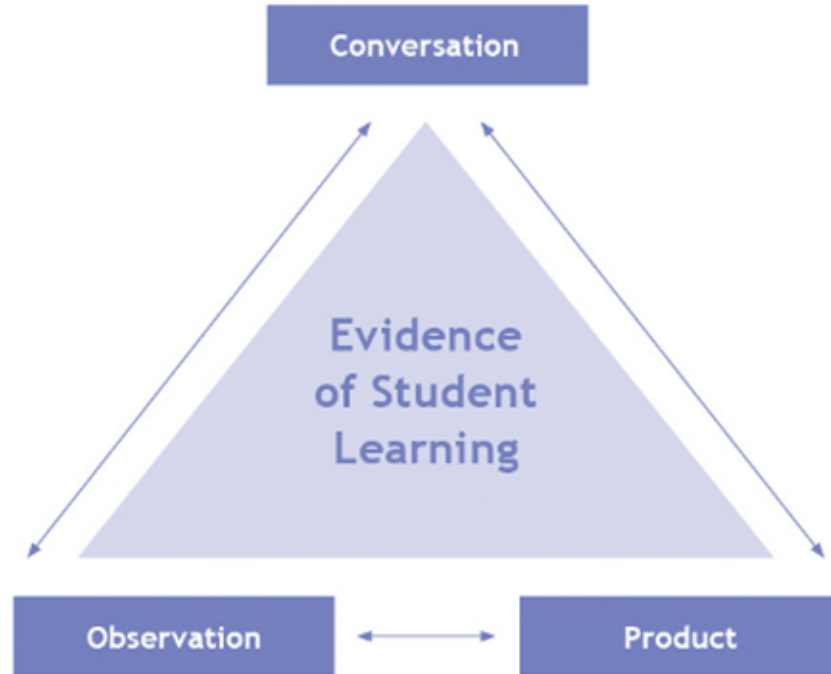 Conversation
Evidence
of Student
Learning
Observation
Product